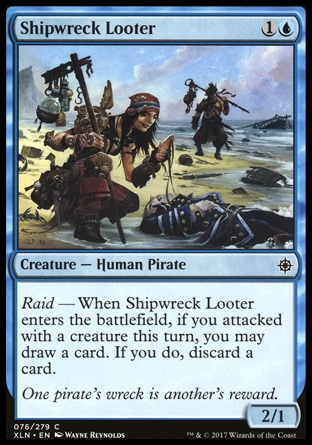 Shipwreck Looter 1
Creature — Human Pirate
Raid — When Shipwreck Looter
enters the battlefield, if you attacked
with a creature this turn, you may
draw a card. If you do, discard a
card.
One pirate's wreck is another's reward.
2/1
076/279 C
XLN • EN Wayne Reynolds
™ & © 2017 Wizards of the Coast